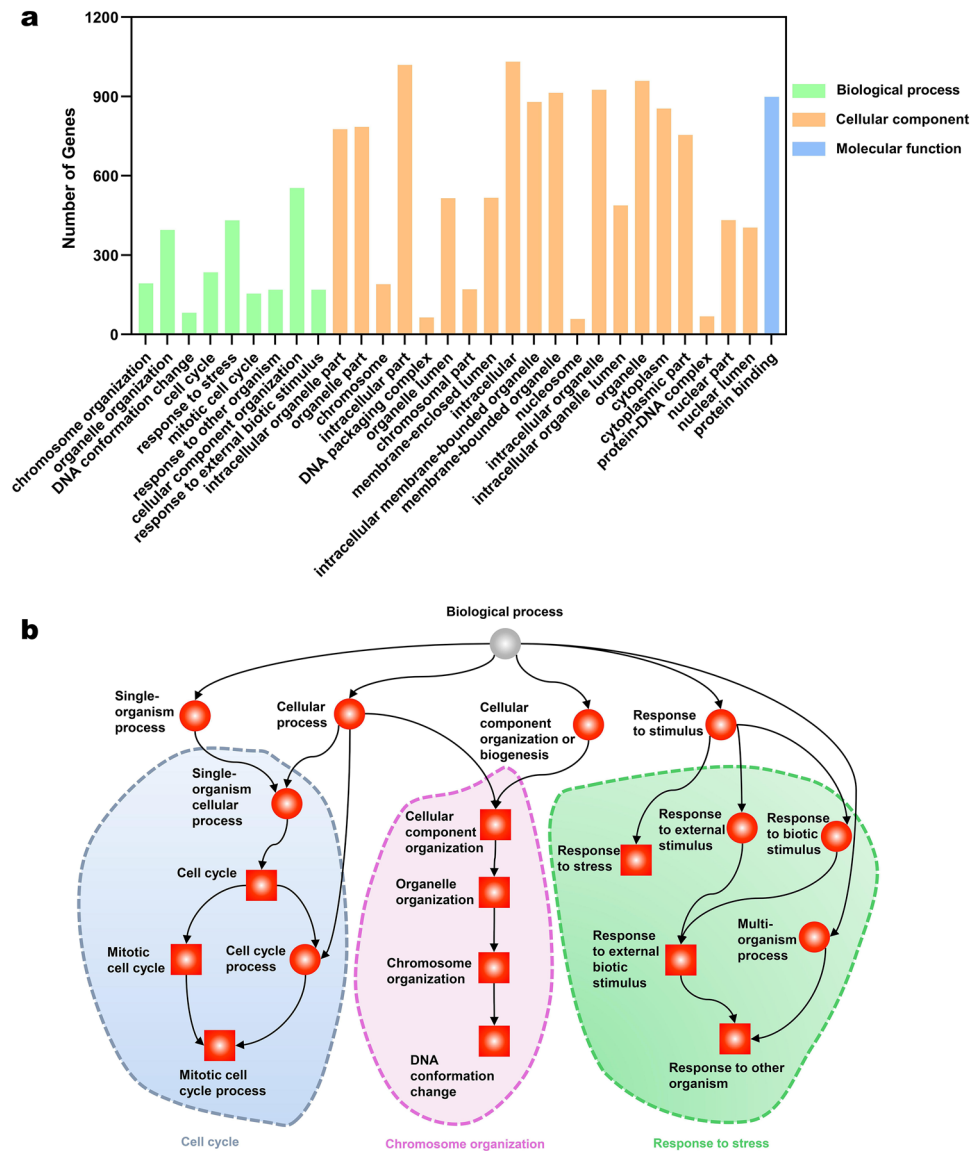 a
1200
900
600
300
0
Number of Genes
Biological process
Cellular component
Molecular function
chromosome organization
organelle organization
DNA conformation change
cell cycle
response to stress
mitotic cell cycle
response to other organism
cellular component organization
response to external biotic stimulus
intracellular organelle part
organelle part
chromosome
intracellular part
DNA packaging complex
organelle lumen
chromosomal part
membrane-enclosed lumen
intracellular
intracellular membrane-bounded organelle
membrane-bounded organelle
nucleosome
intracellular organelle
intracellular organelle lumen
organelle
cytoplasm
cytoplasmic part
protein-DNA complex
nuclear part
nuclear lumen
protein binding
b
Biological process
Single-
organism
process
Cellular
process
Cellular
component
organization or
biogenesis
Response
to stimulus
Single-
organism
cellular
process
Cell cycle
Mitotic
cell cycle
Cell cycle
process
Mitotic cell
cycle process
Cell cycle
Cellular
component
organization
Organelle
organization
Chromosome
organization
DNA
conformation
change
Chromosome organization
Response
to stress
Response
to external
stimulus
Response
to biotic
stimulus
Response
to external
biotic
stimulus
Multi-
organism
process
Response to other
organism
Response to stress